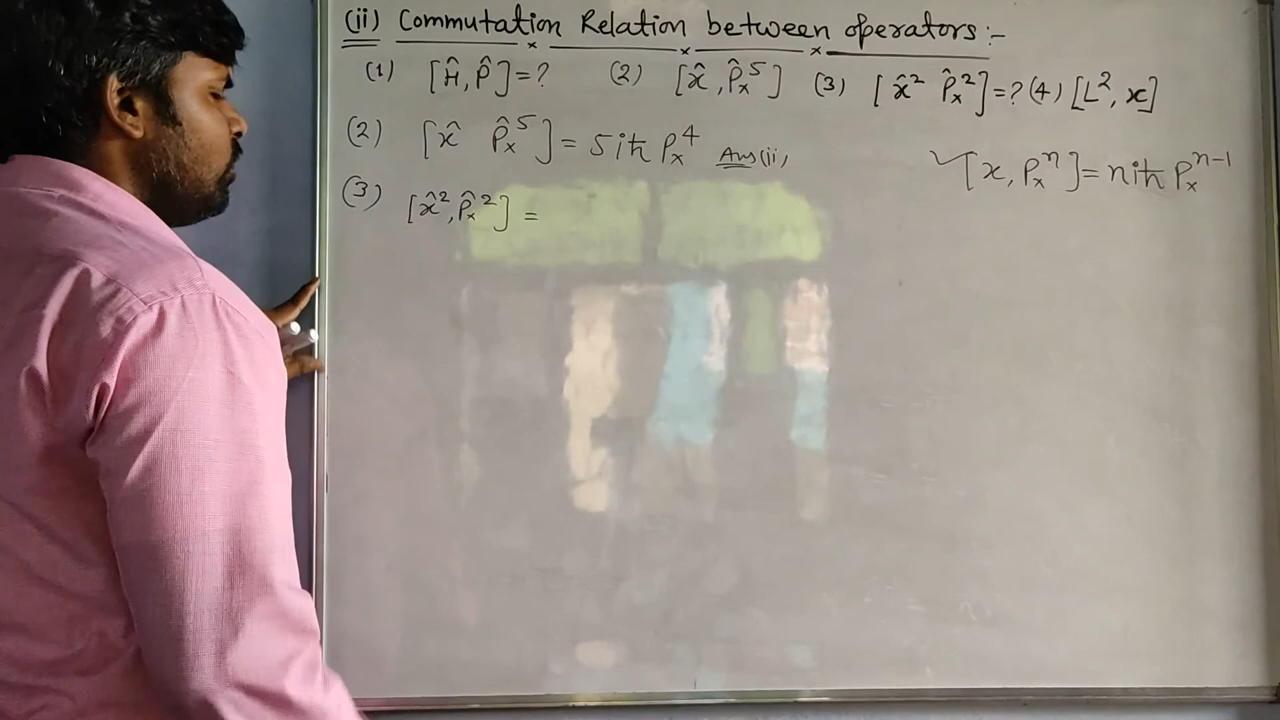 (ii) Commutation Relation between operators:-
(1) [Ĥ, P̂]=? (2) [x̂, P̂ₓ⁵] (3) [x̂² P̂ₓ²]=? (4) [L², x]
(2) [x̂ P̂ₓ⁵] = 5iħ Pₓ⁴ Ans(ii)
[x, Pₓⁿ] = niħ Pₓⁿ⁻¹
(3) [x̂², P̂ₓ²] =